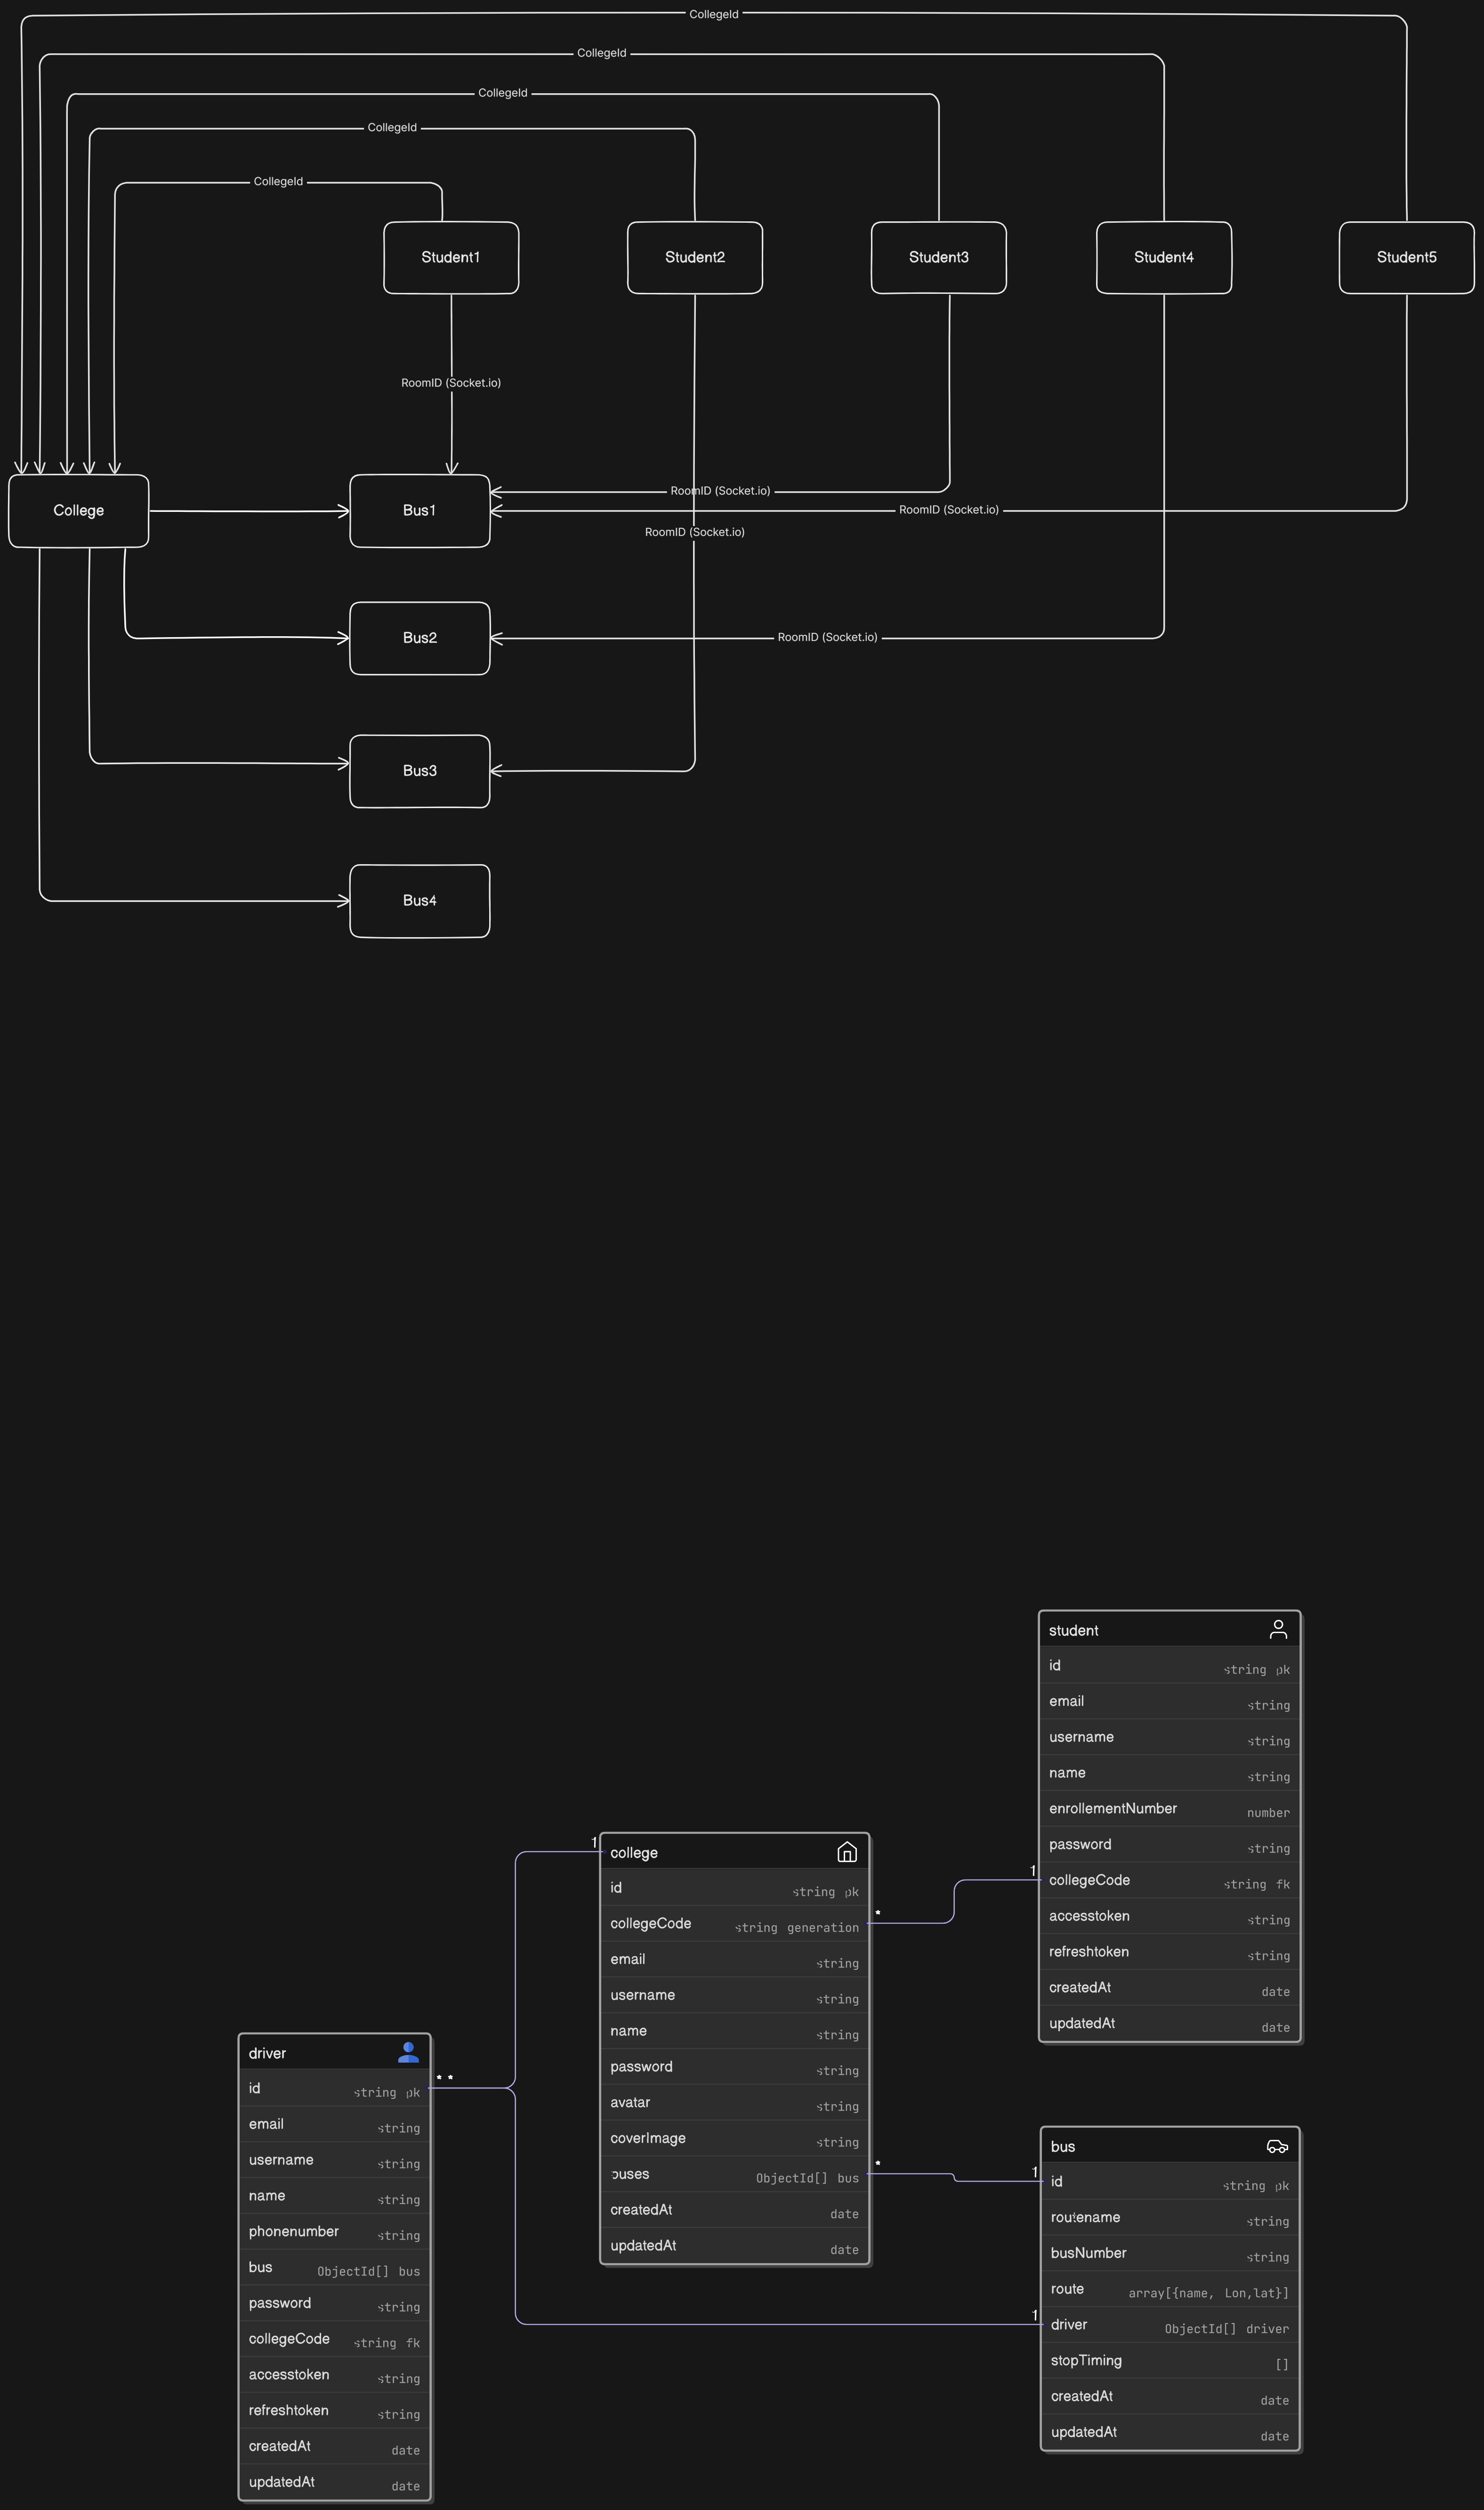 CollegeId
CollegeId
CollegeId
CollegeId
CollegeId
Student1
Student2
Student3
Student4
Student5
RoomID (Socket.io)
RoomID (Socket.io)
RoomID (Socket.io)
RoomID (Socket.io)
College
Bus1
Bus2
RoomID (Socket.io)
Bus3
Bus4
student
id string pk
email string
username string
name string
enrollementNumber number
password string
1
collegeCode string fk
accesstoken string
refreshtoken string
createdAt date
updatedAt date
1
college
id string pk
collegeCode string generation
*
email string
username string
name string
password string
avatar string
coverImage string
buses ObjectId[] bus
*
createdAt date
updatedAt date
driver
id string pk
* *
email string
username string
name string
phonenumber string
bus ObjectId[] bus
password string
collegeCode string fk
accesstoken string
refreshtoken string
createdAt date
updatedAt date
bus
1
id string pk
routename string
busNumber string
route array[{name, Lon,lat}]
1
driver ObjectId[] driver
stopTiming []
createdAt date
updatedAt date